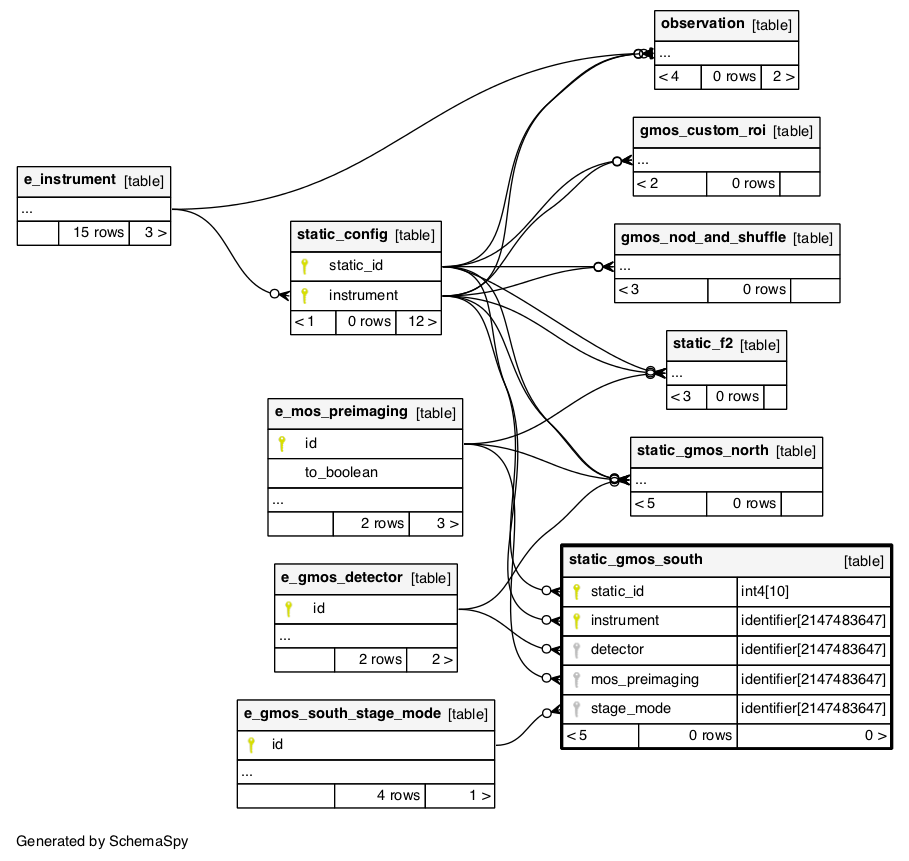 observation [table]
...
< 4 0 rows 2 >
gmos_custom_roi [table]
...
< 2 0 rows
e_instrument [table]
...
15 rows 3 >
static_config [table]
static_id
instrument
< 1 0 rows 12 >
gmos_nod_and_shuffle [table]
...
< 3 0 rows
static_f2 [table]
...
< 3 0 rows
e_mos_preimaging [table]
id
to_boolean
...
2 rows 3 >
static_gmos_north [table]
...
< 5 0 rows
e_gmos_detector [table]
id
...
2 rows 2 >
static_gmos_south [table]
static_id int4[10]
instrument identifier[2147483647]
detector identifier[2147483647]
mos_preimaging identifier[2147483647]
stage_mode identifier[2147483647]
< 5 0 rows 0 >
e_gmos_south_stage_mode [table]
id
...
4 rows 1 >
Generated by SchemaSpy